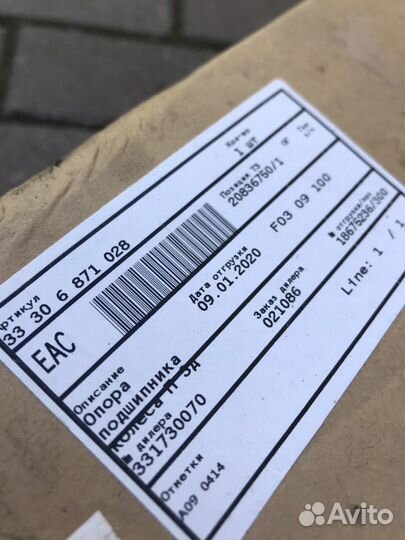 Артикул
33 30 6 871 028
Кол-во
1 ШТ
EAC
Позиция ТЗ
20836750/1
Дата отгрузки
09.01.2020
F03 09 100
Описание
Опора
подшипника
колеса П Зд
Заказ дилера
021086
№ отгрузки/по
18675236/300
№ дилера
331730070
Line: 1 / 1
Отметки
A09 0414
Avito